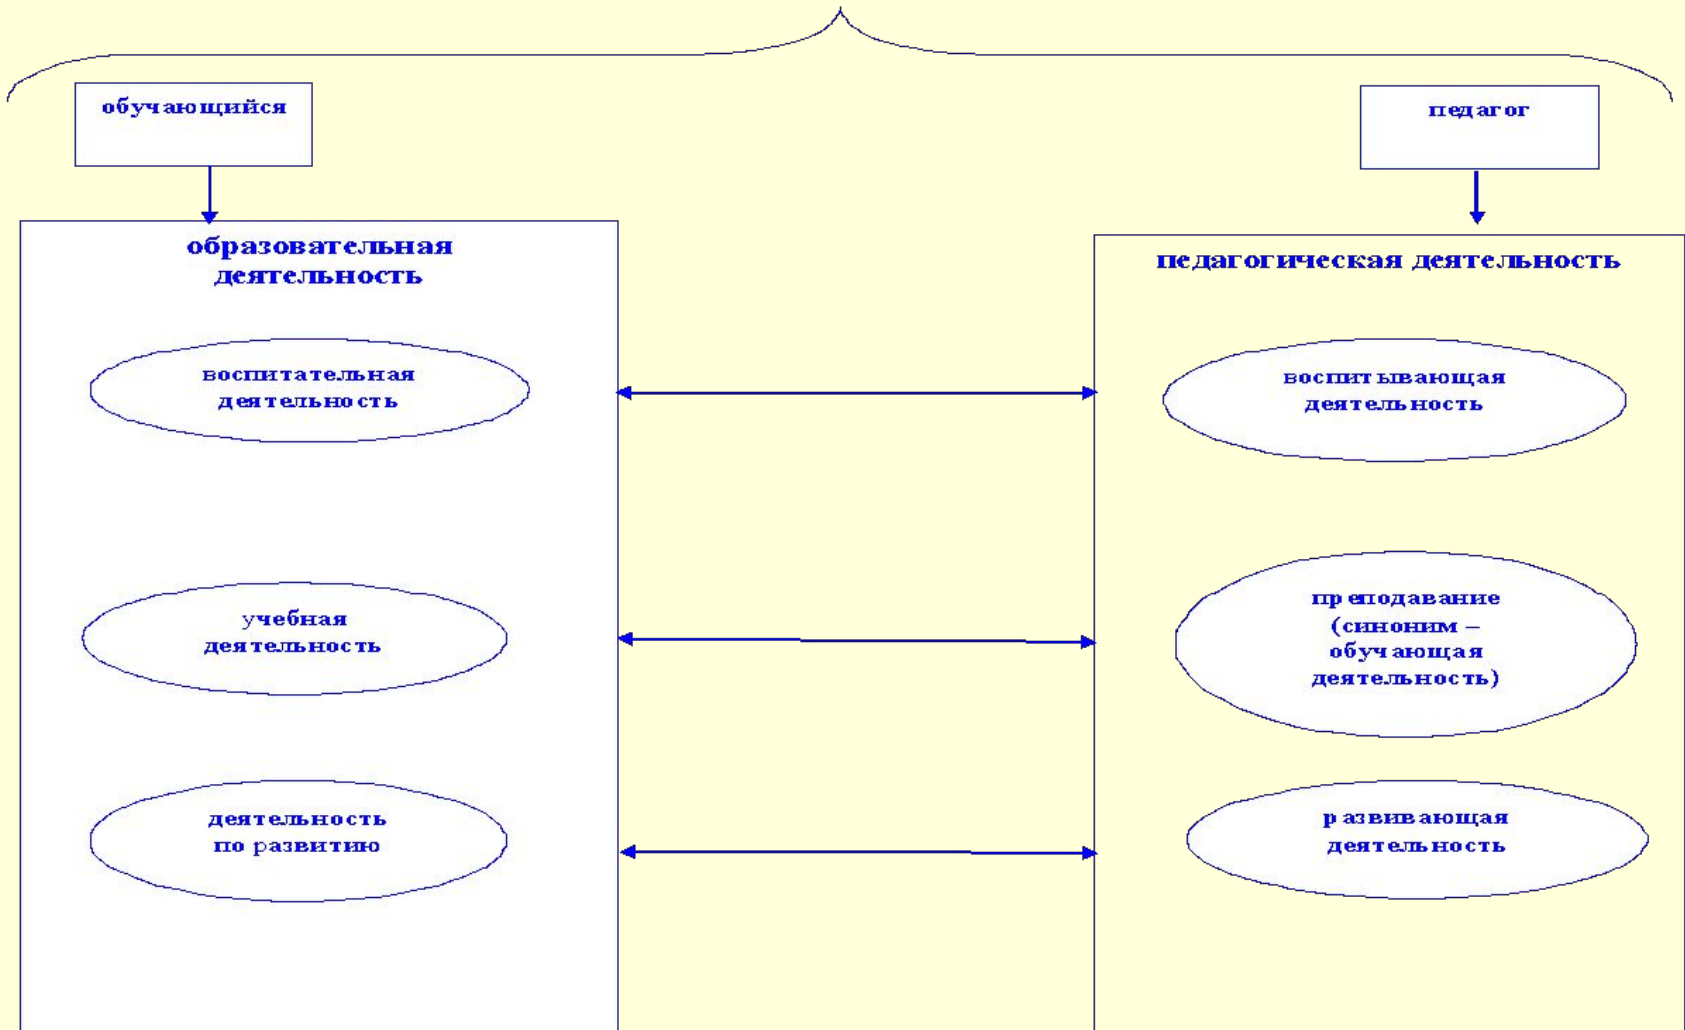 обучающийся
педагог
образовательная
деятельность
воспитательная
деятельность
учебная
деятельность
деятельность
по развитию
педагогическая деятельность
воспитывающая
деятельность
преподавание
(синоним –
обучающая
деятельность)
развивающая
деятельность